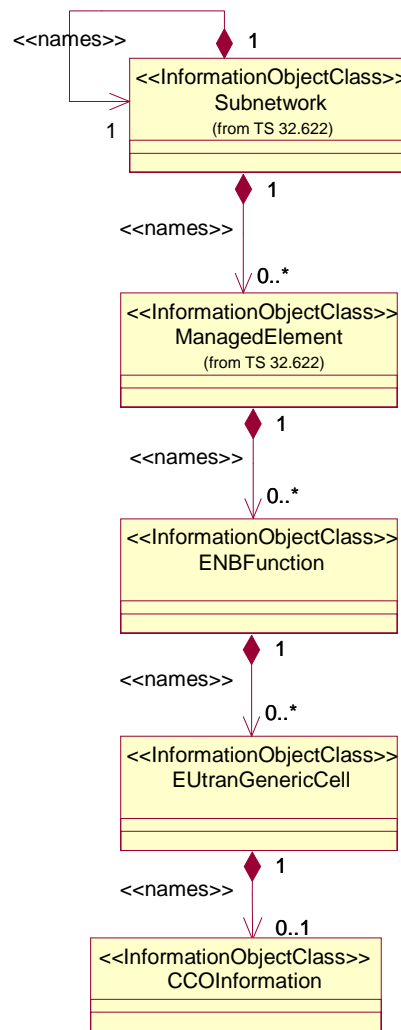 <<names>>
1
<<InformationObjectClass>>
Subnetwork
(from TS 32.622)
1
1
<<names>>
0..*
<<InformationObjectClass>>
ManagedElement
(from TS 32.622)
1
<<names>>
0..*
<<InformationObjectClass>>
ENBFunction
1
<<names>>
0..*
<<InformationObjectClass>>
EUtranGenericCell
1
<<names>>
0..1
<<InformationObjectClass>>
CCOInformation